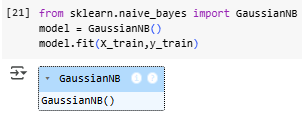 [21] from sklearn.naive_bayes import GaussianNB
model = GaussianNB()
model.fit(X_train,y_train)
GaussianNB i ?
GaussianNB()